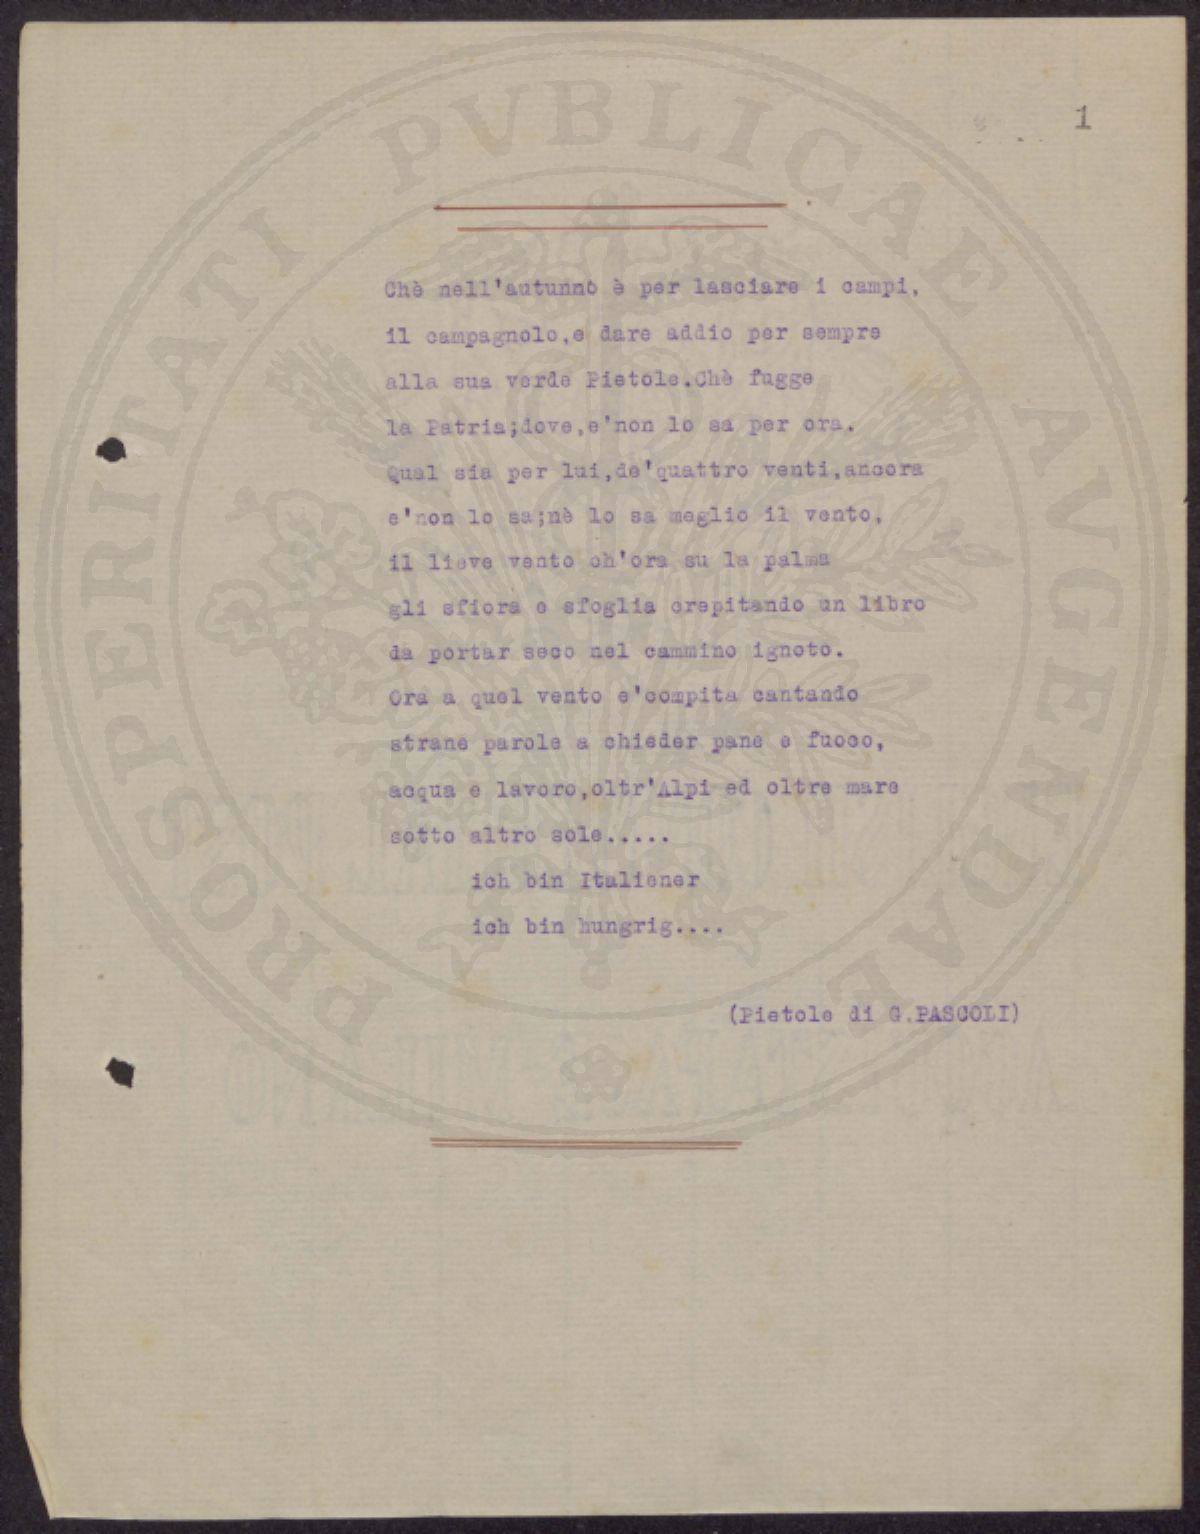 1
Chè nell'autunno è per lasciare i campi,
il campagnolo,e dare addio per sempre
alla sua verde Pietole.Chè fugge
la Patria;dove,e'non lo sa per ora.
Qual sia per lui,de'quattro venti,ancora
e'non lo sa;nè lo sa meglio il vento,
il lieve vento ch'ora su la palma
gli sfiora e sfoglia crepitando un libro
da portar seco nel cammino ignoto.
Ora a quel vento e'compita cantando
strane parole a chieder pane e fuoco,
acqua e lavoro,oltr'Alpi ed oltre mare
sotto altro sole.....
ich bin Italiener
ich bin hungrig....
(Pietole di G.PASCOLI)
PROSPERITATI PVBLICAE AVGENDAE